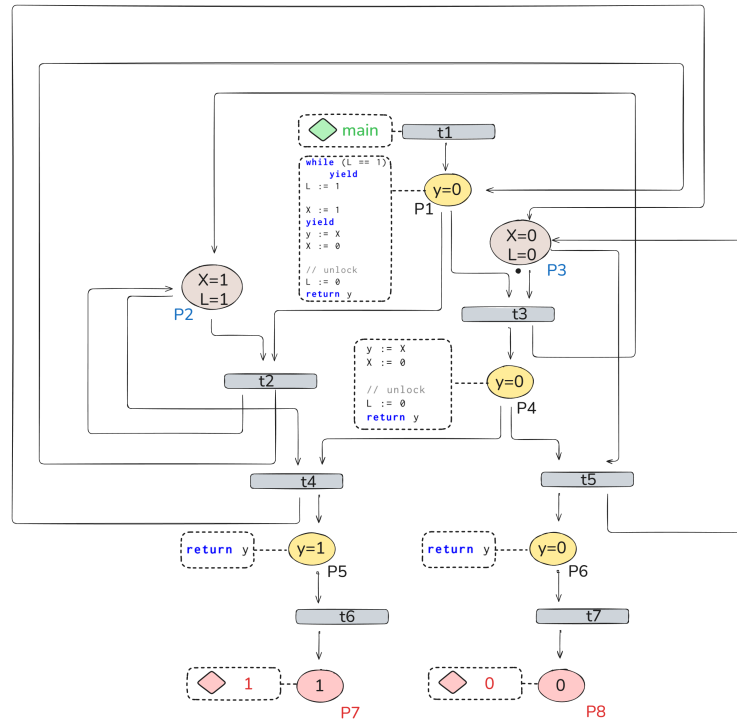 main
t1
while (L == 1)
yield
L := 1
X := 1
yield
y := X
X := 0
// unlock
L := 0
return y
y=0
P1
X=0
L=0
P3
X=1
L=1
P2
t3
y := X
X := 0
// unlock
L := 0
return y
y=0
P4
t2
t4
t5
return y
y=1
P5
return y
y=0
P6
t6
t7
1
1
P7
0
0
P8